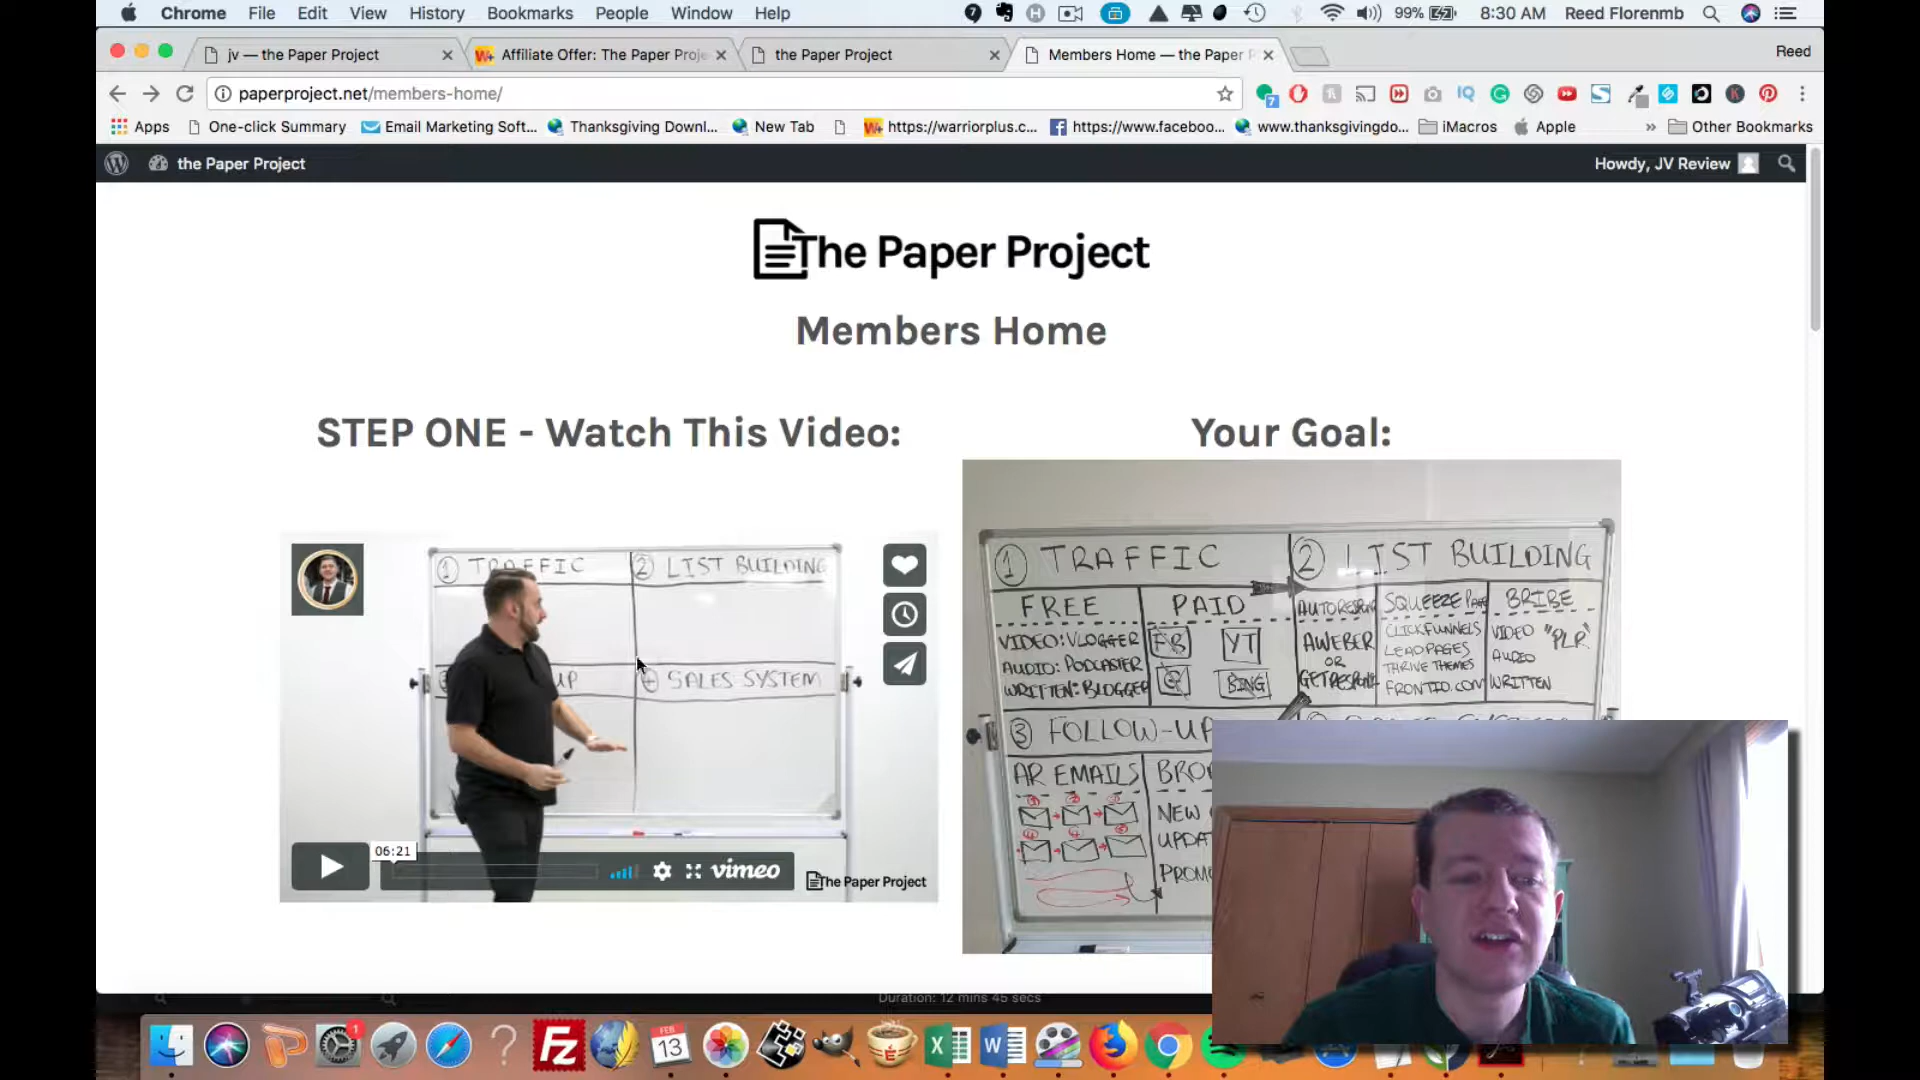 Chrome File Edit View History Bookmarks People Window Help 99% 8:30 AM Reed Florenmb
jv — the Paper Project Affiliate Offer: The Paper Proje the Paper Project Members Home — the Paper P Reed
paperproject.net/members-home/
Apps One-click Summary Email Marketing Soft... Thanksgiving Downl... New Tab https://warriorplus.c... https://www.faceboo... www.thanksgivingdo... iMacros Apple » Other Bookmarks
the Paper Project Howdy, JV Review
The Paper Project
Members Home
STEP ONE - Watch This Video:
Your Goal:
① TRAFFIC ② LIST BUILDING
UP SALES SYSTEM
06:21
vimeo
The Paper Project
① TRAFFIC ② LIST BUILDING
FREE PAID SQUEEZE BRIBE
VIDEO: VLOGGER FB YT AWEBER CLICKFUNNELS VIDEO "PLR"
AUDIO: PODCASTER OR LEADPAGES AUDIO
WRITTEN: BLOGGER BING THRIVE THEMES WRITTEN
③ FOLLOW-UP
AR EMAILS
NEW
Duration: 12 mins 45 secs
FEB
13